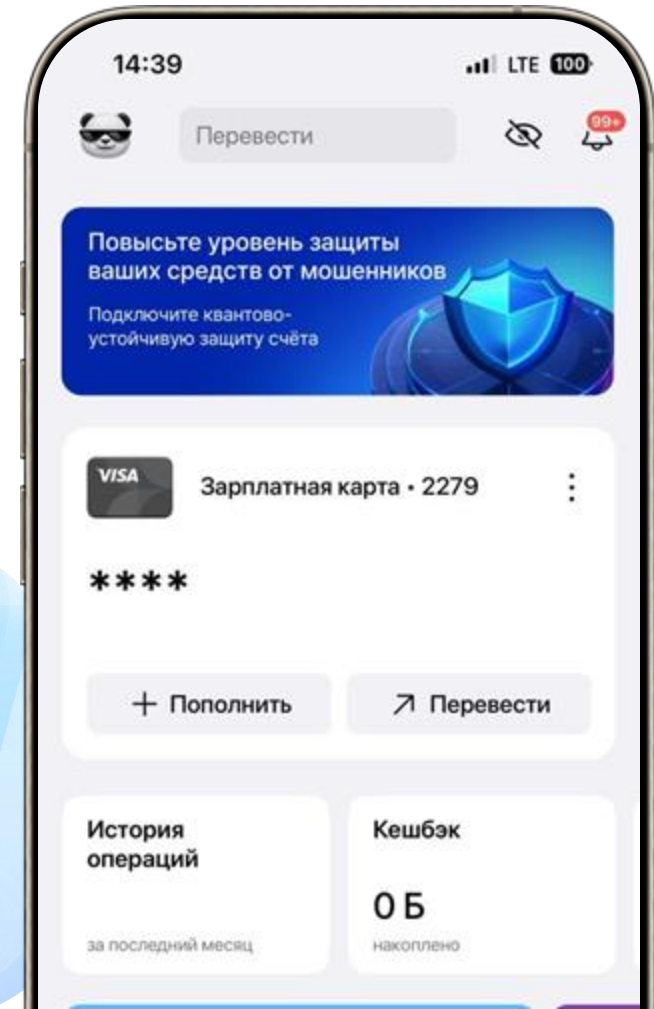 14:39
LTE 100
Перевести
99+
Повысьте уровень защиты
ваших средств от мошенников
Подключите квантово-
устойчивую защиту счёта
VISA
Зарплатная карта • 2279
****
+ Пополнить
Перевести
История
операций
за последний месяц
Кешбэк
0 Б
накоплено